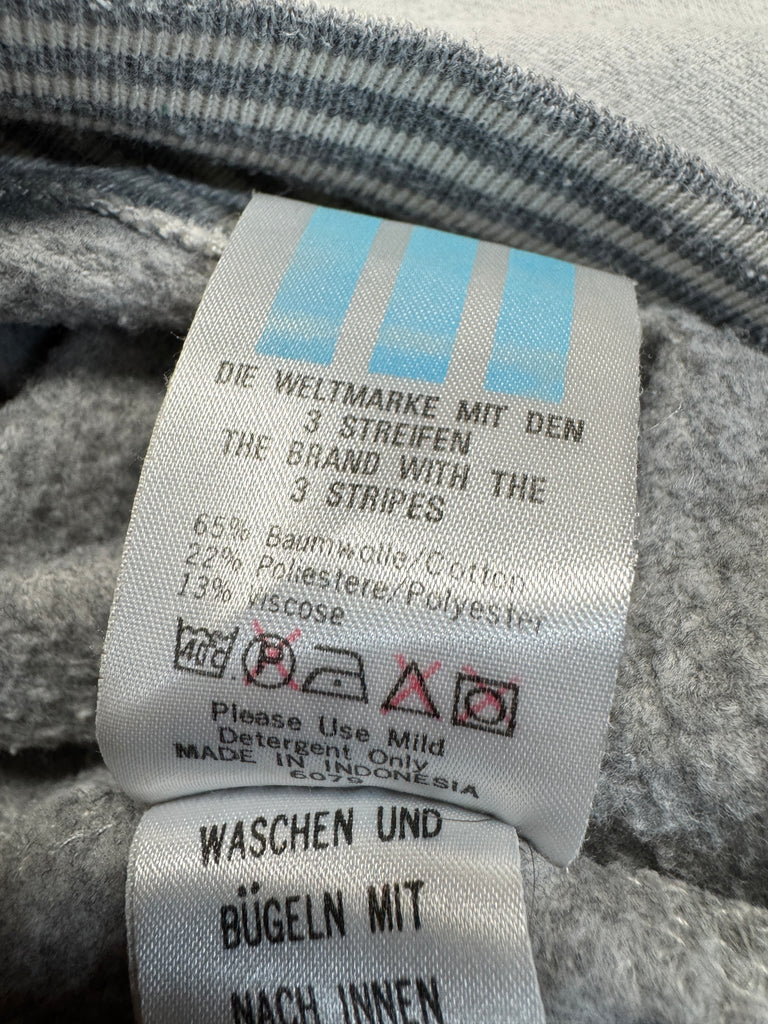 DIE WELTMARKE MIT DEN
3 STREIFEN
THE BRAND WITH THE
3 STRIPES
65% Baumwolle/Cotton
22% Poliestere/Polyester
13% Viscose
40C P
Please Use Mild
Detergent Only
MADE IN INDONESIA
6079
WASCHEN UND
BÜGELN MIT
NACH INNEN